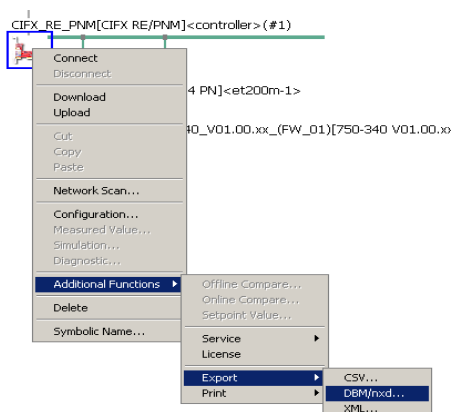 CIFX_RE_PNM[CIFX RE/PNM]<controller>(#1)
Connect
Disconnect
4 PN]<et200m-1>
Download
Upload
40_V01.00.xx_(FW_01)[750-340 V01.00.xx
Cut
Copy
Paste
Network Scan...
Configuration...
Measured Value...
Simulation...
Diagnostic...
Additional Functions
Offline Compare...
Online Compare...
Setpoint Value...
Delete
Symbolic Name...
Service
License
Export
CSV...
Print
DBM/nxd...
XML...